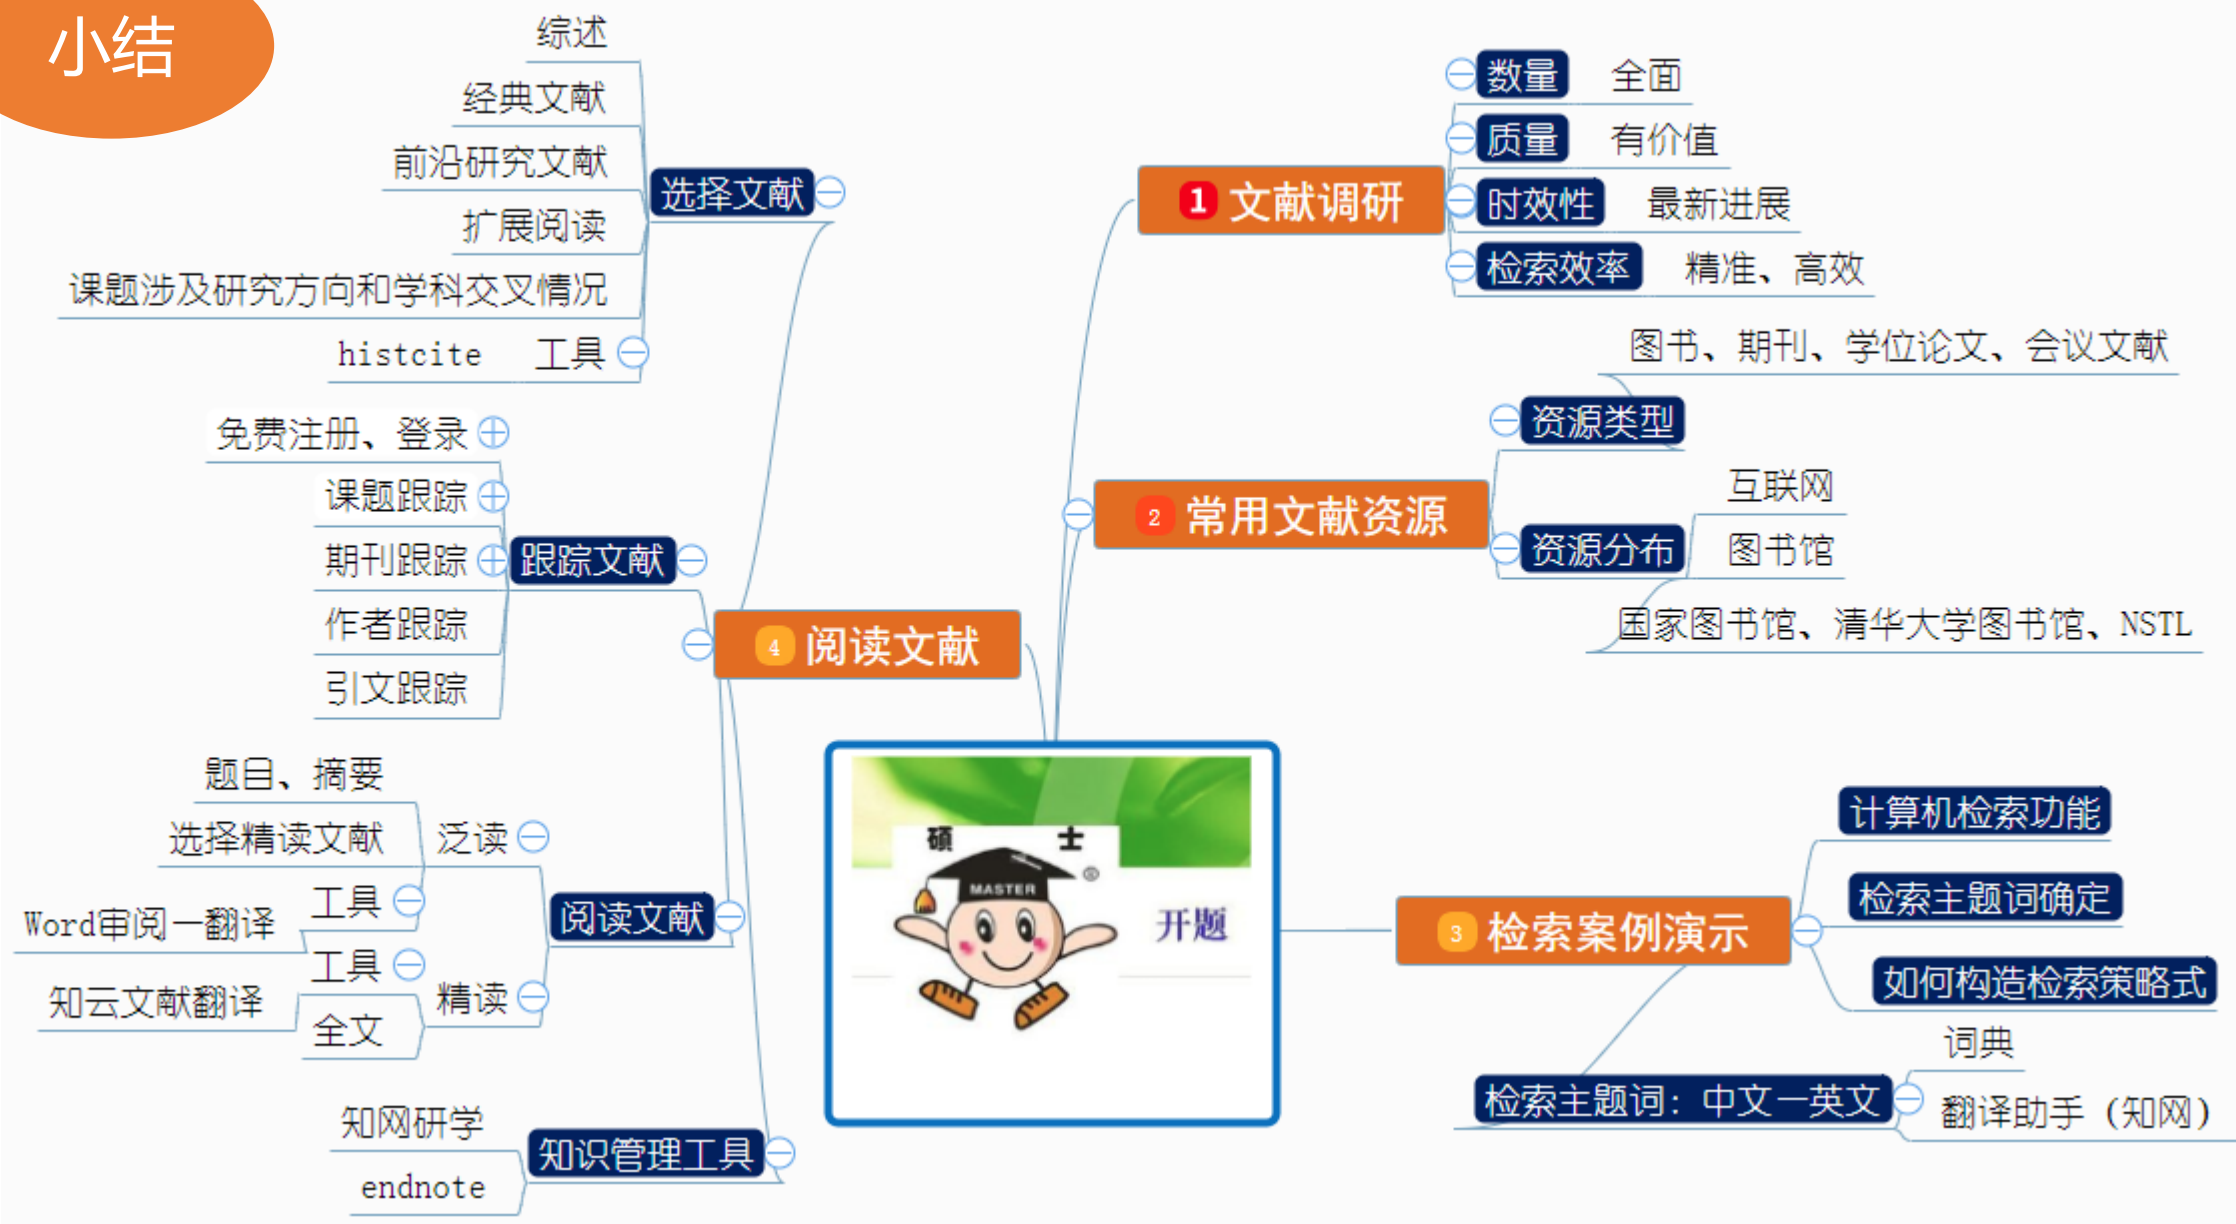 小结
综述
经典文献
前沿研究文献
扩展阅读
课题涉及研究方向和学科交叉情况
histcite 工具
选择文献
免费注册、登录
课题跟踪
期刊跟踪
作者跟踪
引文跟踪
跟踪文献
题目、摘要
选择精读文献
工具
Word审阅—翻译
泛读
工具
知云文献翻译
全文
精读
阅读文献
知网研学
endnote
知识管理工具
4 阅读文献
1 文献调研
数量 全面
质量 有价值
时效性 最新进展
检索效率 精准、高效
2 常用文献资源
图书、期刊、学位论文、会议文献
资源类型
互联网
资源分布
图书馆
国家图书馆、清华大学图书馆、NSTL
硕 士
MASTER
®
开题
3 检索案例演示
计算机检索功能
检索主题词确定
如何构造检索策略式
检索主题词：中文—英文
词典
翻译助手（知网）